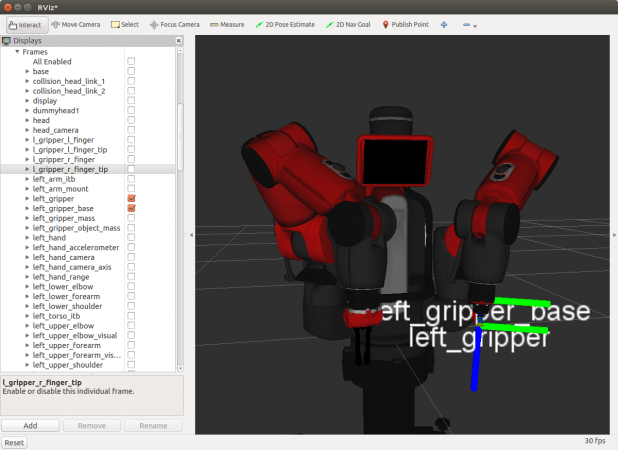 RViz*
Interact Move Camera Select Focus Camera Measure 2D Pose Estimate 2D Nav Goal Publish Point
Displays
Frames
All Enabled
base
collision_head_link_1
collision_head_link_2
display
dummyhead1
head
head_camera
l_gripper_l_finger
l_gripper_l_finger_tip
l_gripper_r_finger
l_gripper_r_finger_tip
left_arm_itb
left_arm_mount
left_gripper
left_gripper_base
left_gripper_mass
left_gripper_object_mass
left_hand
left_hand_accelerometer
left_hand_camera
left_hand_camera_axis
left_hand_range
left_lower_elbow
left_lower_forearm
left_lower_shoulder
left_torso_itb
left_upper_elbow
left_upper_elbow_visual
left_upper_forearm
left_upper_forearm_vis...
left_upper_shoulder
l_gripper_r_finger_tip
Enable or disable this individual frame.
Add Remove Rename
Reset
left_gripper_base
left_gripper
30 fps